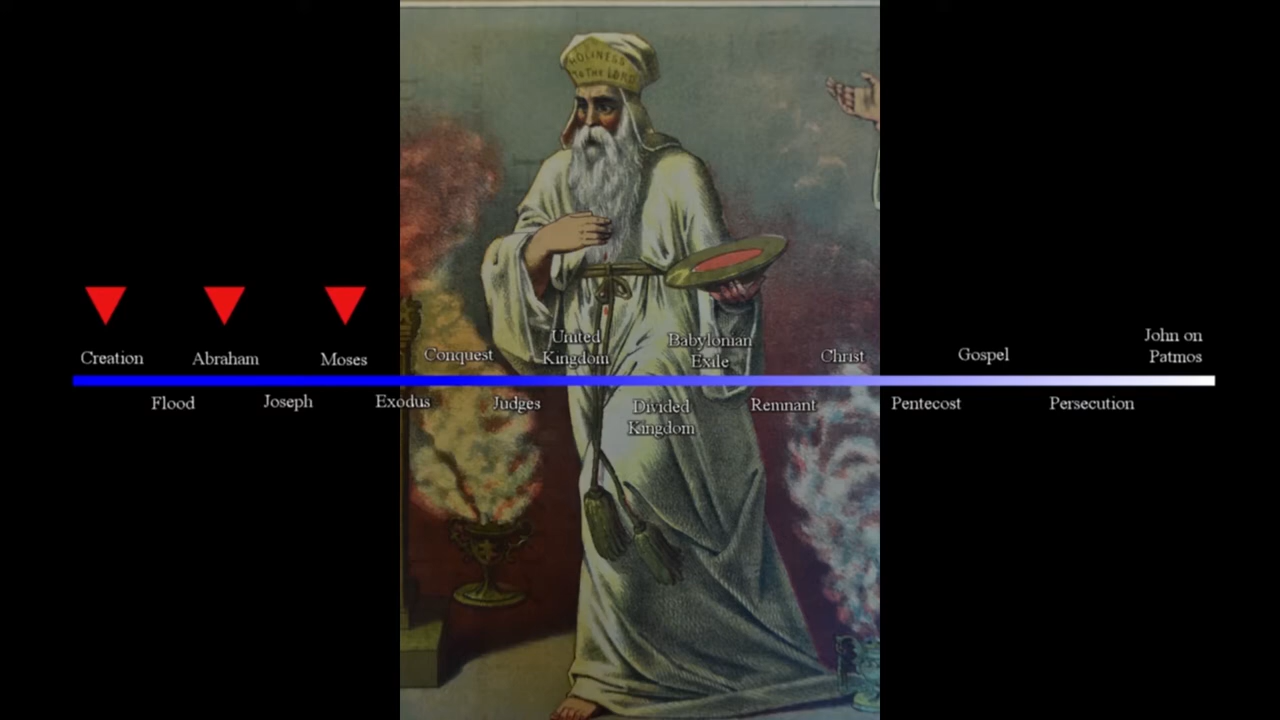 HOLINESS
TO THE LORD
Creation
Abraham
Moses
Conquest
United
Kingdom
Babylonian
Exile
Christ
Gospel
John on
Patmos
Flood
Joseph
Exodus
Judges
Divided
Kingdom
Remnant
Pentecost
Persecution